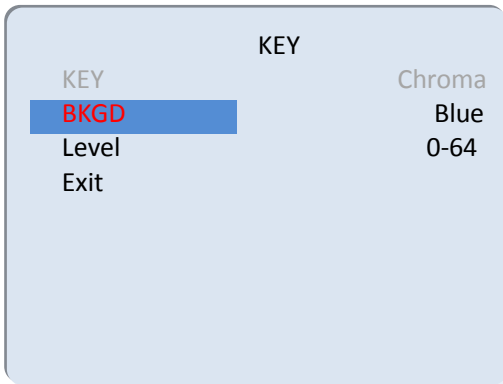 KEY
KEY Chroma
BKGD Blue
Level 0-64
Exit